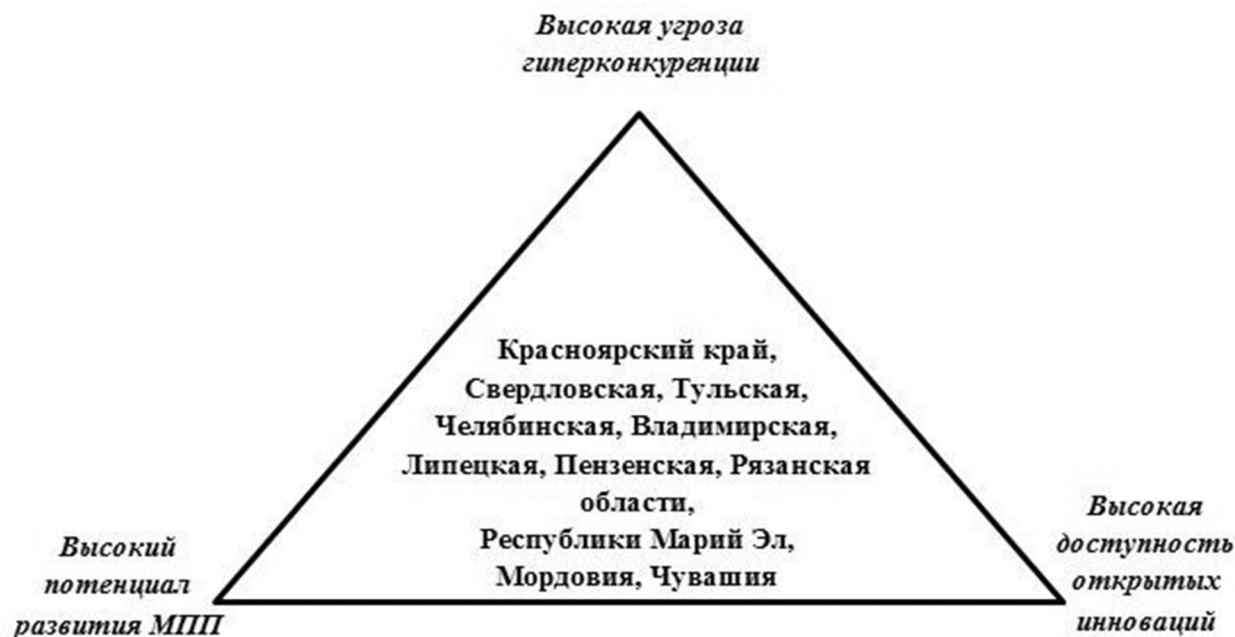 Высокая угроза
гиперконкуренции
Красноярский край,
Свердловская, Тульская,
Челябинская, Владимирская,
Липецкая, Пензенская, Рязанская
области,
Республики Марий Эл,
Мордовия, Чувашия
Высокий
потенциал
развития МПП
Высокая
доступность
открытых
инноваций